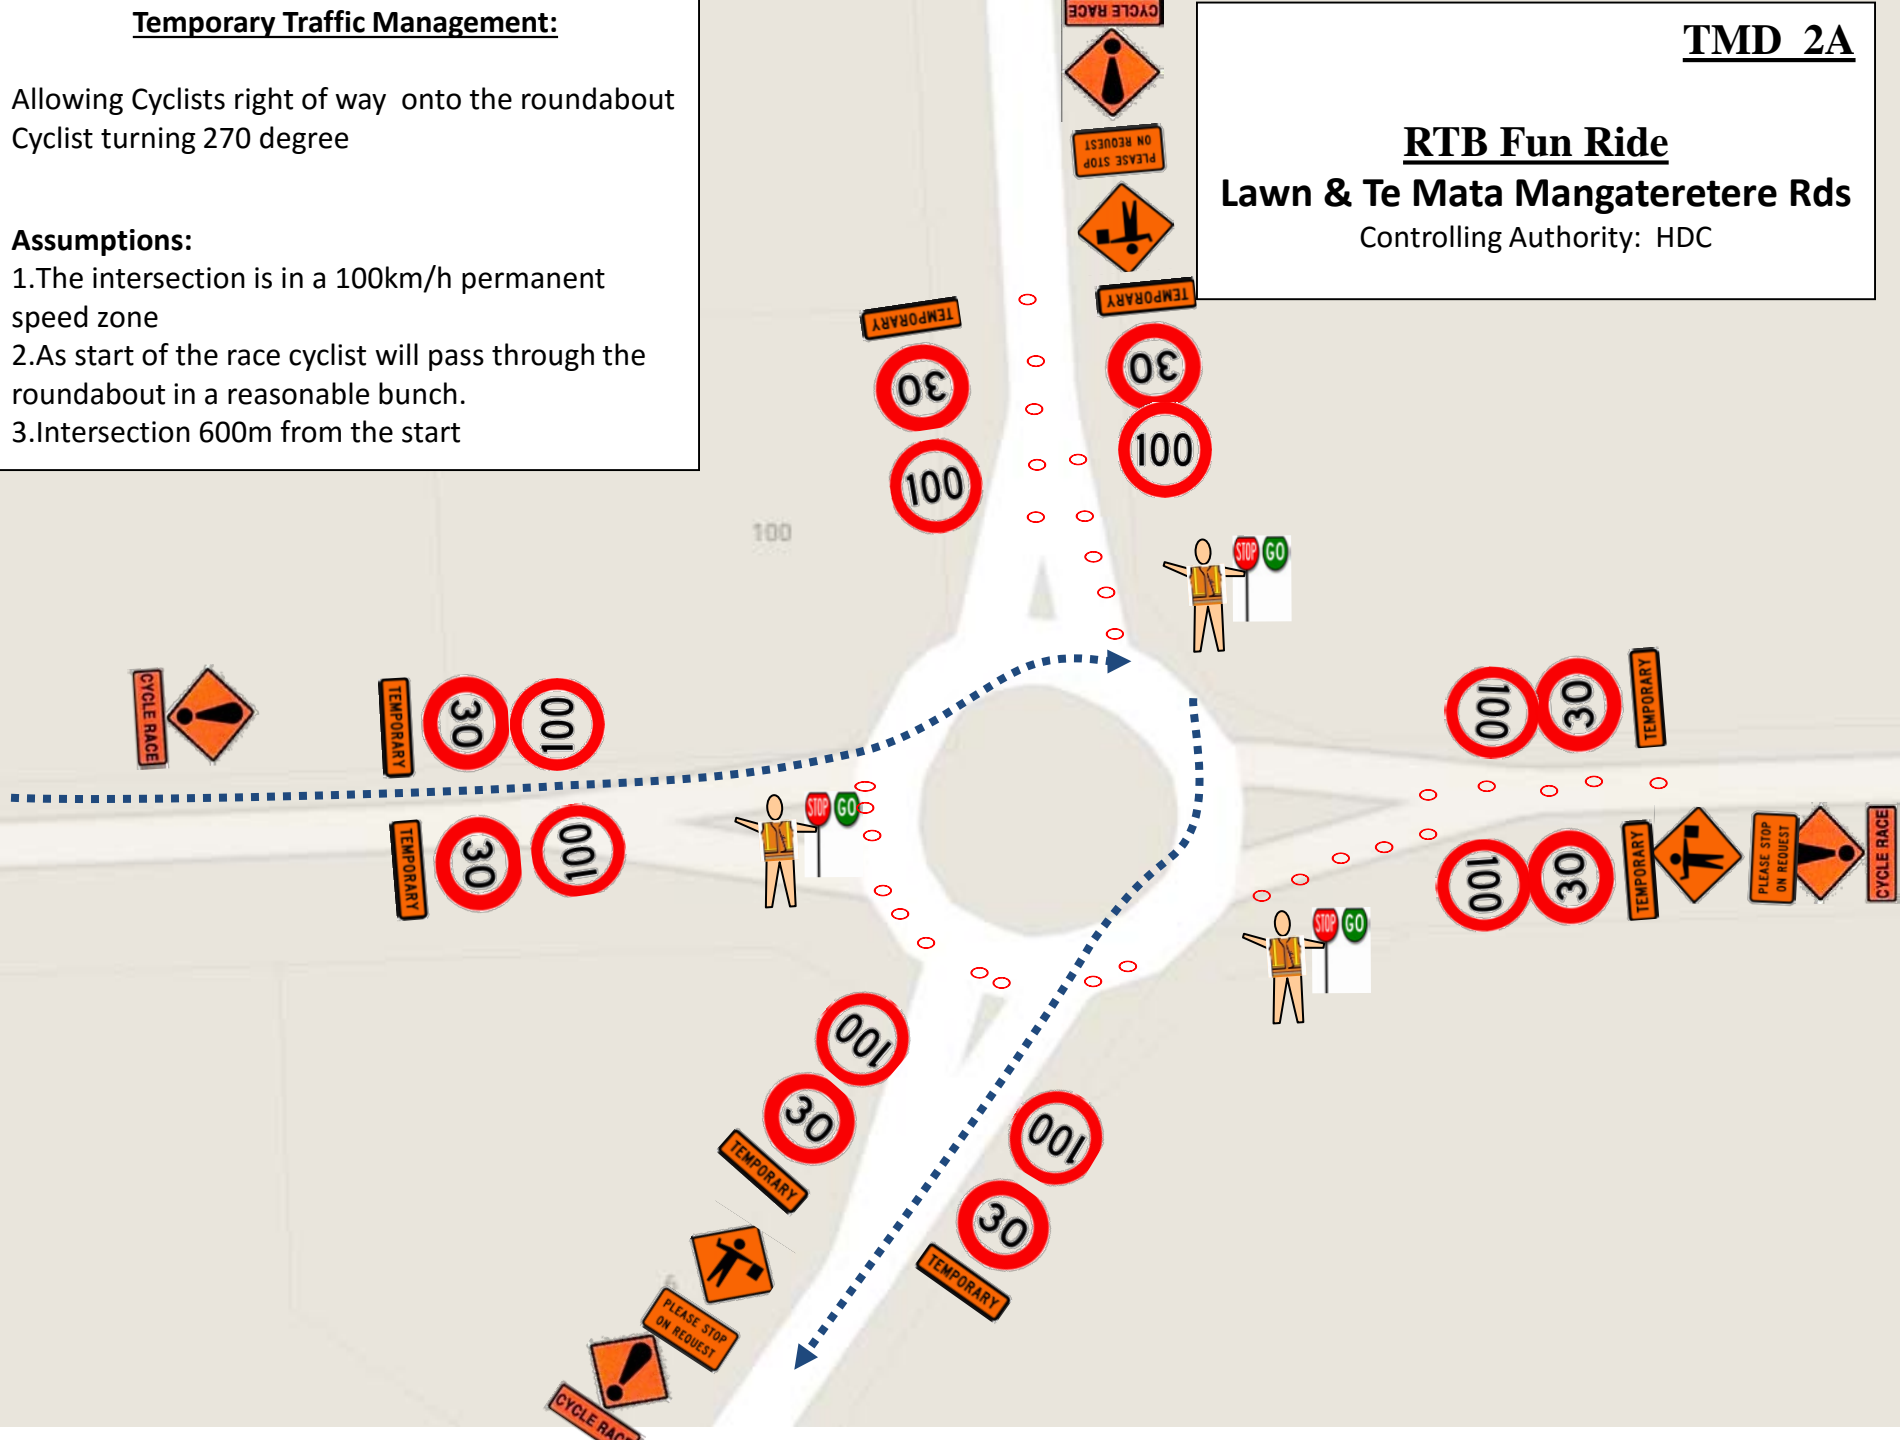 Temporary Traffic Management:
Allowing Cyclists right of way onto the roundabout
Cyclist turning 270 degree
Assumptions:
1.The intersection is in a 100km/h permanent
speed zone
2.As start of the race cyclist will pass through the
roundabout in a reasonable bunch.
3.Intersection 600m from the start
TMD 2A
RTB Fun Ride
Lawn & Te Mata Mangateretere Rds
Controlling Authority: HDC
CYCLE RACE
PLEASE STOP
ON REQUEST
TEMPORARY
30
100
TEMPORARY
30
100
100
STOP GO
CYCLE RACE
TEMPORARY
30
100
TEMPORARY
30
100
STOP GO
100
30
TEMPORARY
100
30
TEMPORARY
PLEASE STOP
ON REQUEST
CYCLE RACE
STOP GO
100
30
TEMPORARY
100
30
TEMPORARY
6
PLEASE STOP
ON REQUEST
CYCLE RACE